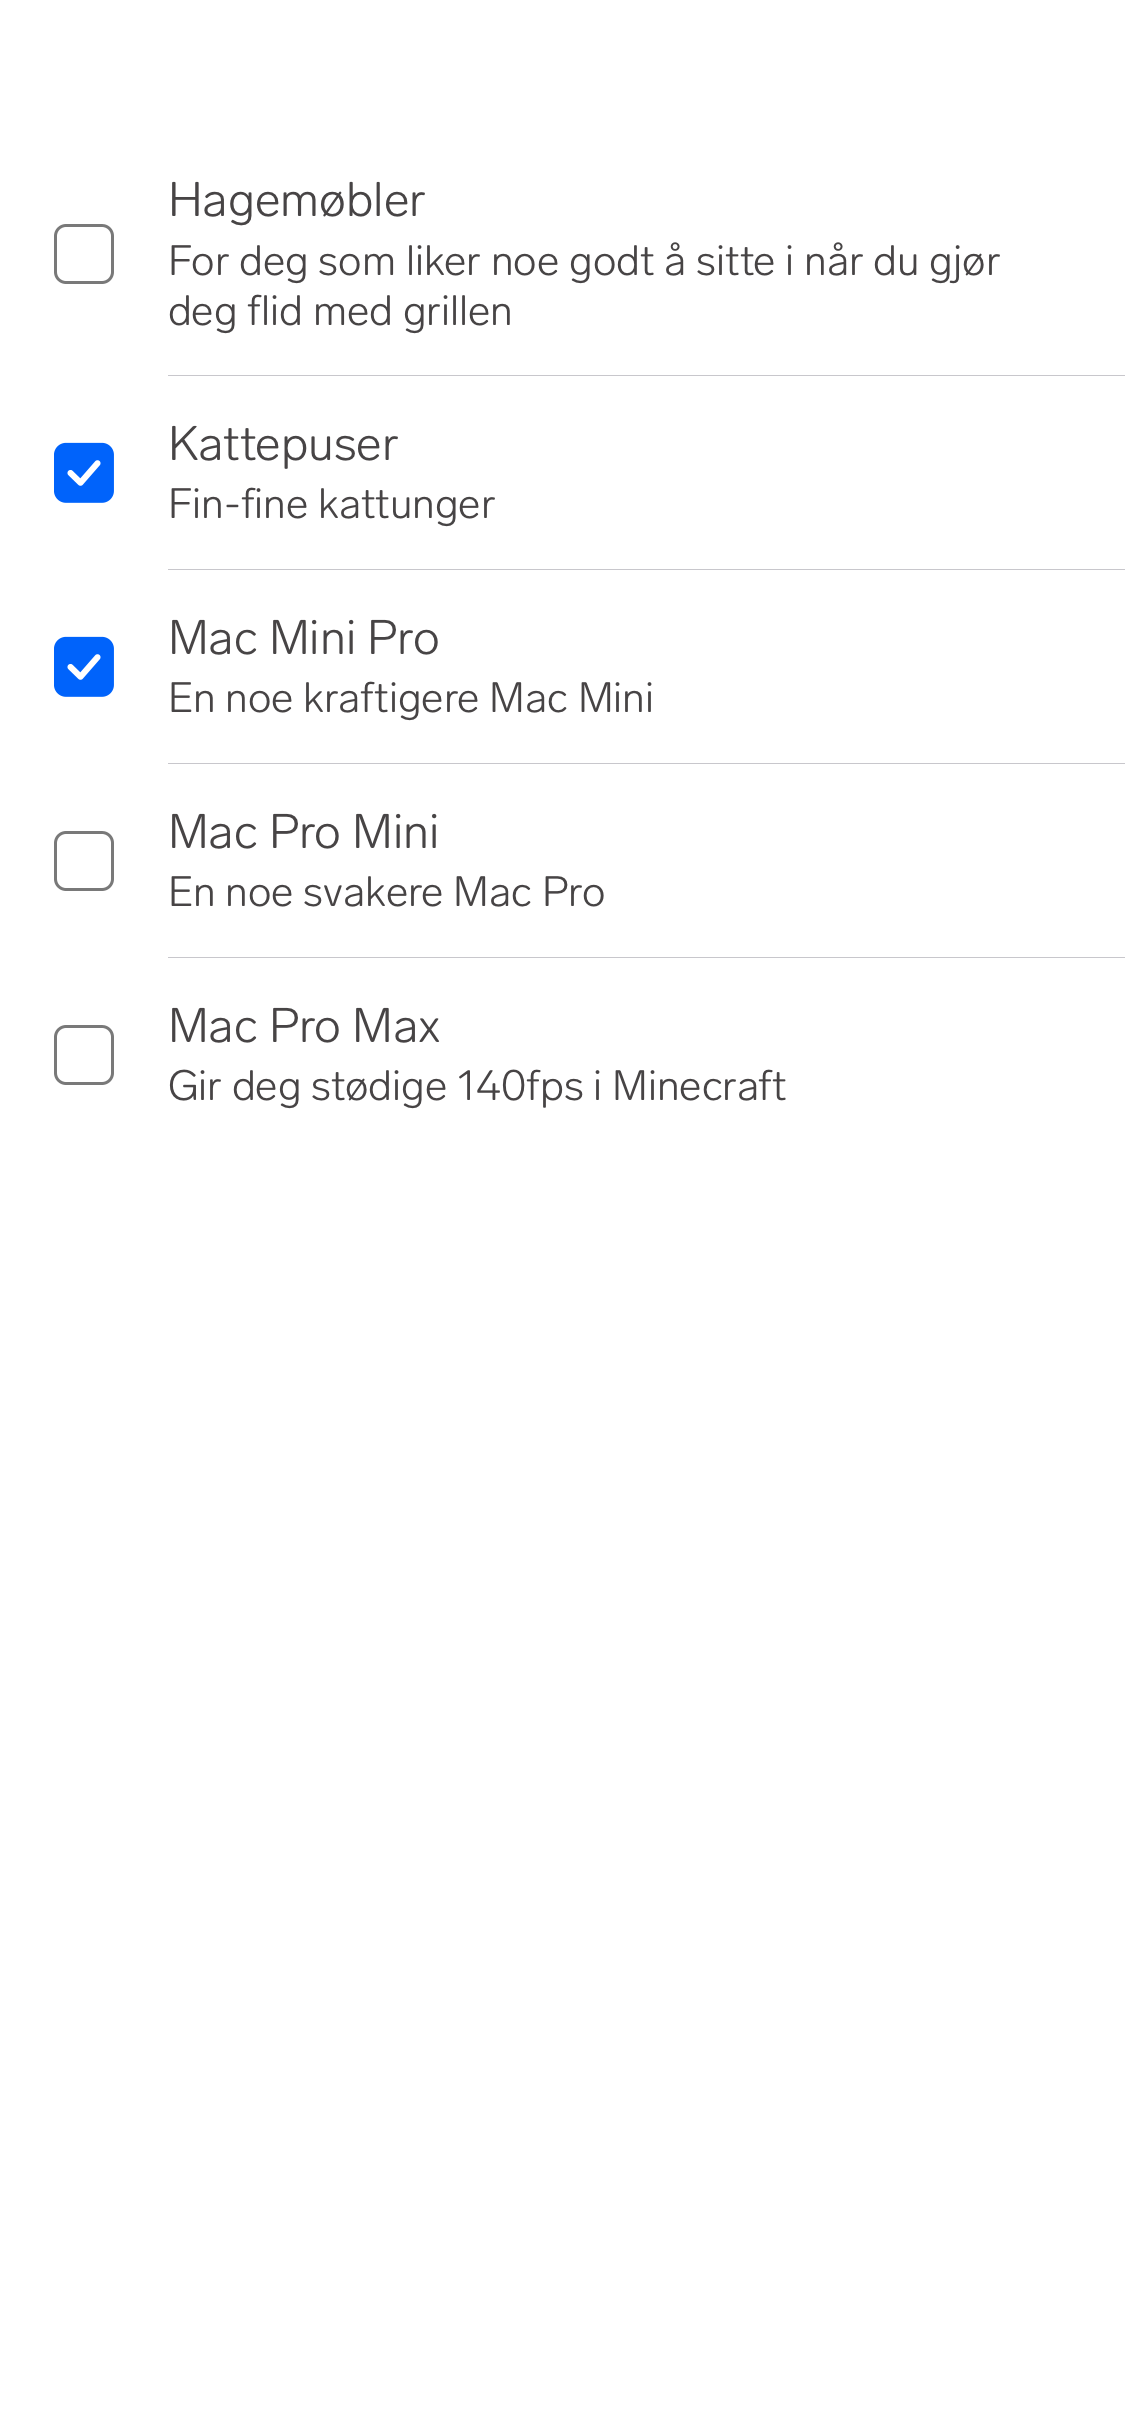 Hagemøbler
For deg som liker noe godt å sitte i når du gjør
deg flid med grillen
Kattepuser
Fin-fine kattunger
Mac Mini Pro
En noe kraftigere Mac Mini
Mac Pro Mini
En noe svakere Mac Pro
Mac Pro Max
Gir deg stødige 140fps i Minecraft